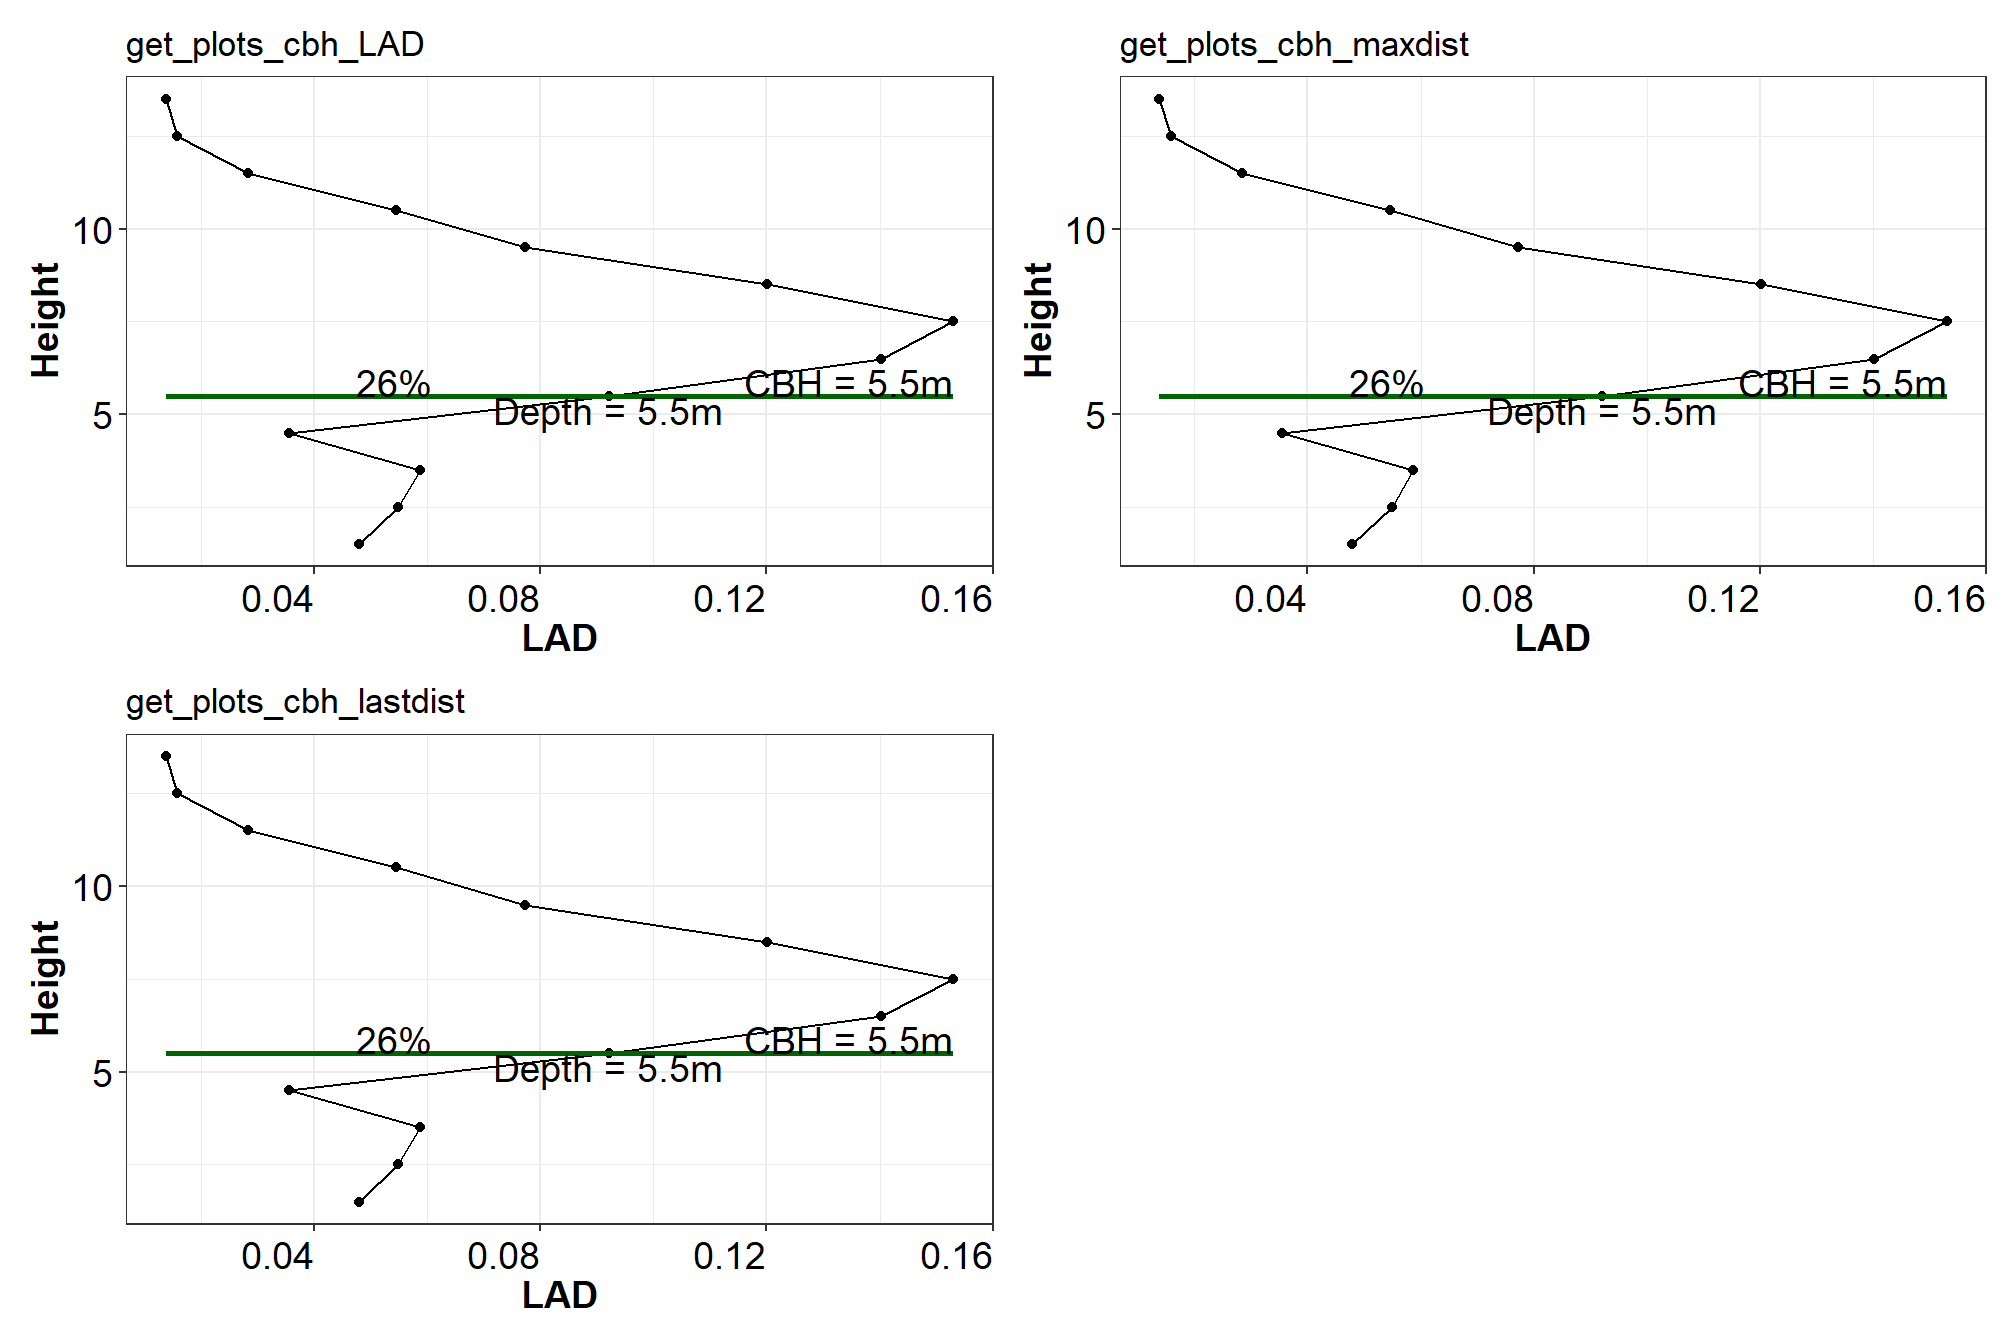 get_plots_cbh_LAD
Height
10
5
26%
CBH = 5.5m
Depth = 5.5m
0.04 0.08 0.12 0.16
LAD
get_plots_cbh_maxdist
Height
10
5
26%
CBH = 5.5m
Depth = 5.5m
0.04 0.08 0.12 0.16
LAD
get_plots_cbh_lastdist
Height
10
5
26%
CBH = 5.5m
Depth = 5.5m
0.04 0.08 0.12 0.16
LAD